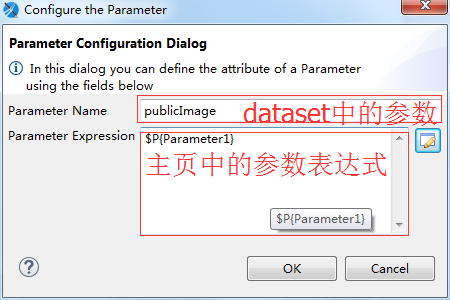 Configure the Parameter
Parameter Configuration Dialog
In this dialog you can define the attribute of a Parameter
using the fields below
Parameter Name
publicImage
dataset中的参数
Parameter Expression
$P{Parameter1}
主页中的参数表达式
$P{Parameter1}
OK
Cancel